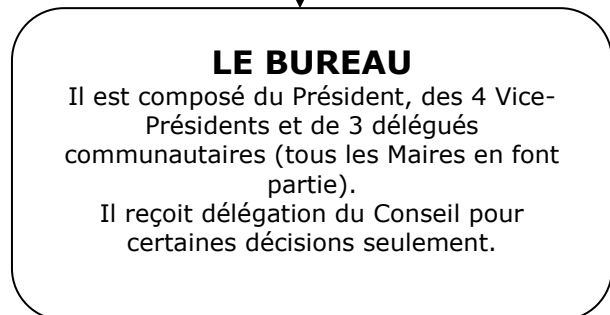 LE BUREAU
Il est composé du Président, des 4 Vice-
Présidents et de 3 délégués
communautaires (tous les Maires en font
partie).
Il reçoit délégation du Conseil pour
certaines décisions seulement.